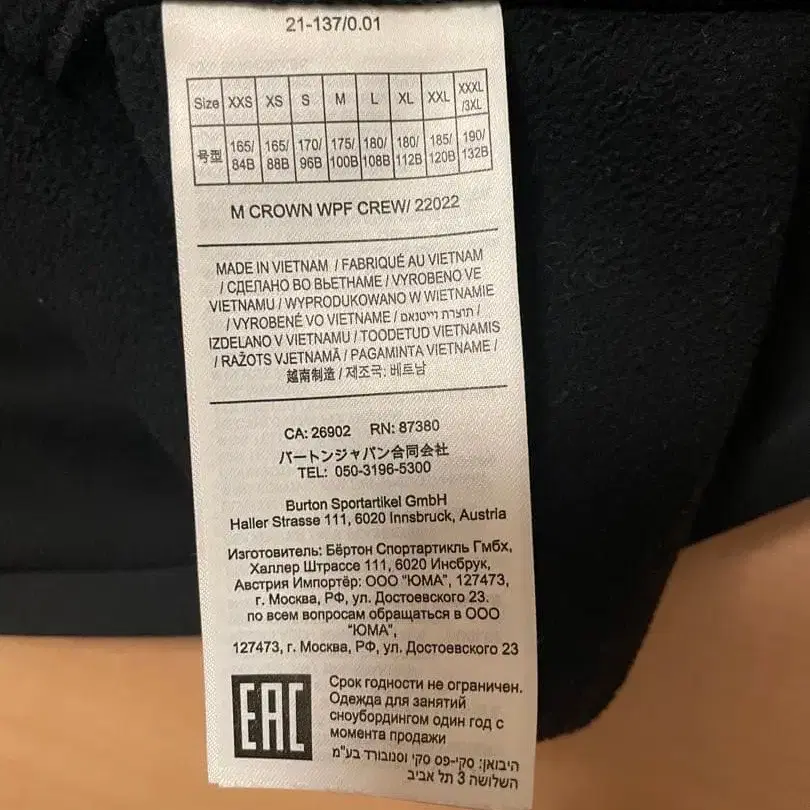 21-137/0.01
Size XXS XS S M L XL XXL XXXL/3XL
号型 165/84B 165/88B 170/96B 175/100B 180/108B 180/112B 185/120B 190/132B
M CROWN WPF CREW/ 22022
MADE IN VIETNAM / FABRIQUÉ AU VIETNAM
/ СДЕЛАНО ВО ВЬЕТНАМЕ / VYROBENO VE
VIETNAMU / WYPRODUKOWANO W WIETNAMIE
/ VYROBENÉ VO VIETNAME / תוצרת וייטנאם /
IZDELANO V VIETNAMU / TOODETUD VIETNAMIS
/ RAŽOTS VJETNAMĀ / PAGAMINTA VIETNAME /
越南制造 / 제조국: 베트남
CA: 26902 RN: 87380
バートンジャパン合同会社
TEL: 050-3196-5300
Burton Sportartikel GmbH
Haller Strasse 111, 6020 Innsbruck, Austria
Изготовитель: Бёртон Спортартикль Гмбх,
Халлер Штрассе 111, 6020 Инсбрук,
Австрия Импортёр: ООО "ЮМА", 127473,
г. Москва, РФ, ул. Достоевского 23.
по всем вопросам обращаться в ООО
"ЮМА",
127473, г. Москва, РФ, ул. Достоевского 23
EAC
Срок годности не ограничен.
Одежда для занятий
сноубордингом один год с
момента продажи
היבואן: סקי-פס סקי וסנובורד בע"מ
השלושה 3 תל אביב